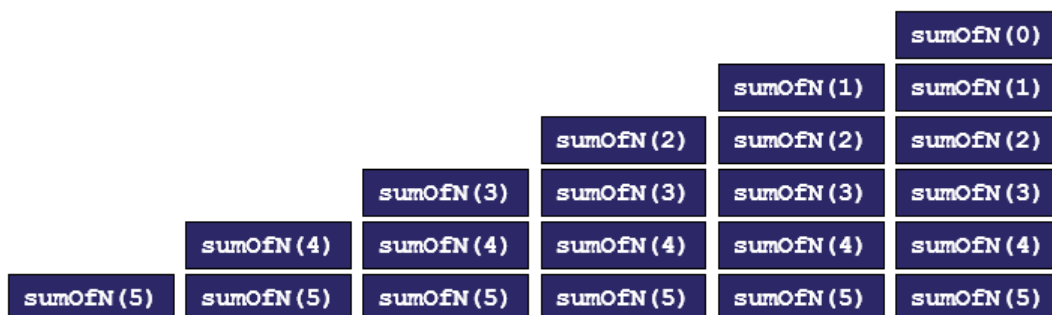 sumOfN(0)
sumOfN(1) sumOfN(1)
sumOfN(2) sumOfN(2) sumOfN(2)
sumOfN(3) sumOfN(3) sumOfN(3) sumOfN(3)
sumOfN(4) sumOfN(4) sumOfN(4) sumOfN(4) sumOfN(4)
sumOfN(5) sumOfN(5) sumOfN(5) sumOfN(5) sumOfN(5) sumOfN(5)